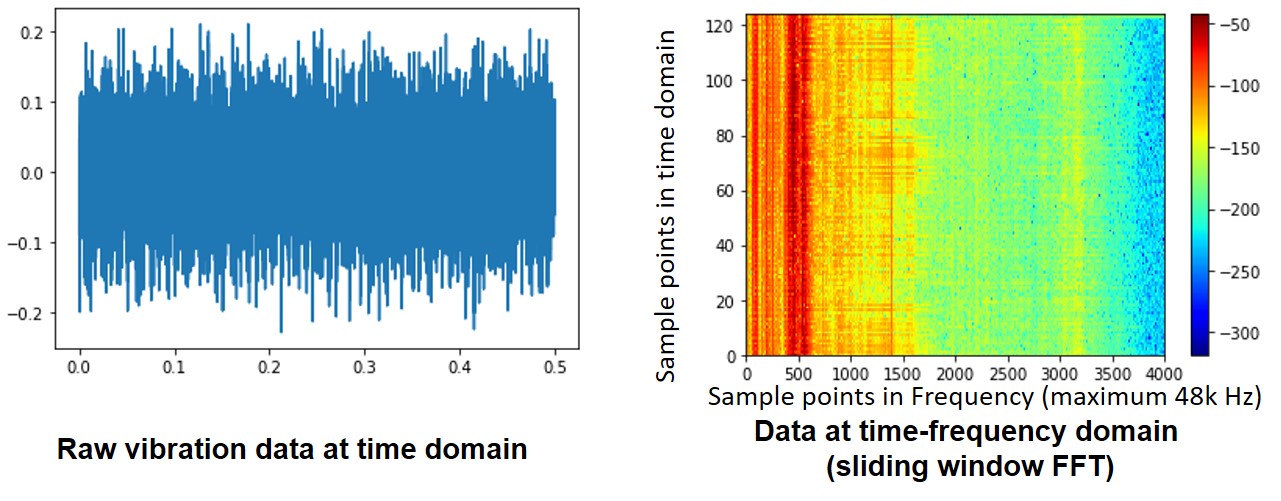 0.2
0.1
0.0
−0.1
−0.2
0.0 0.1 0.2 0.3 0.4 0.5
Raw vibration data at time domain
Sample points in time domain
120
100
80
60
40
20
0
0 500 1000 1500 2000 2500 3000 3500 4000
−50
−100
−150
−200
−250
−300
Sample points in Frequency (maximum 48k Hz)
Data at time-frequency domain
(sliding window FFT)